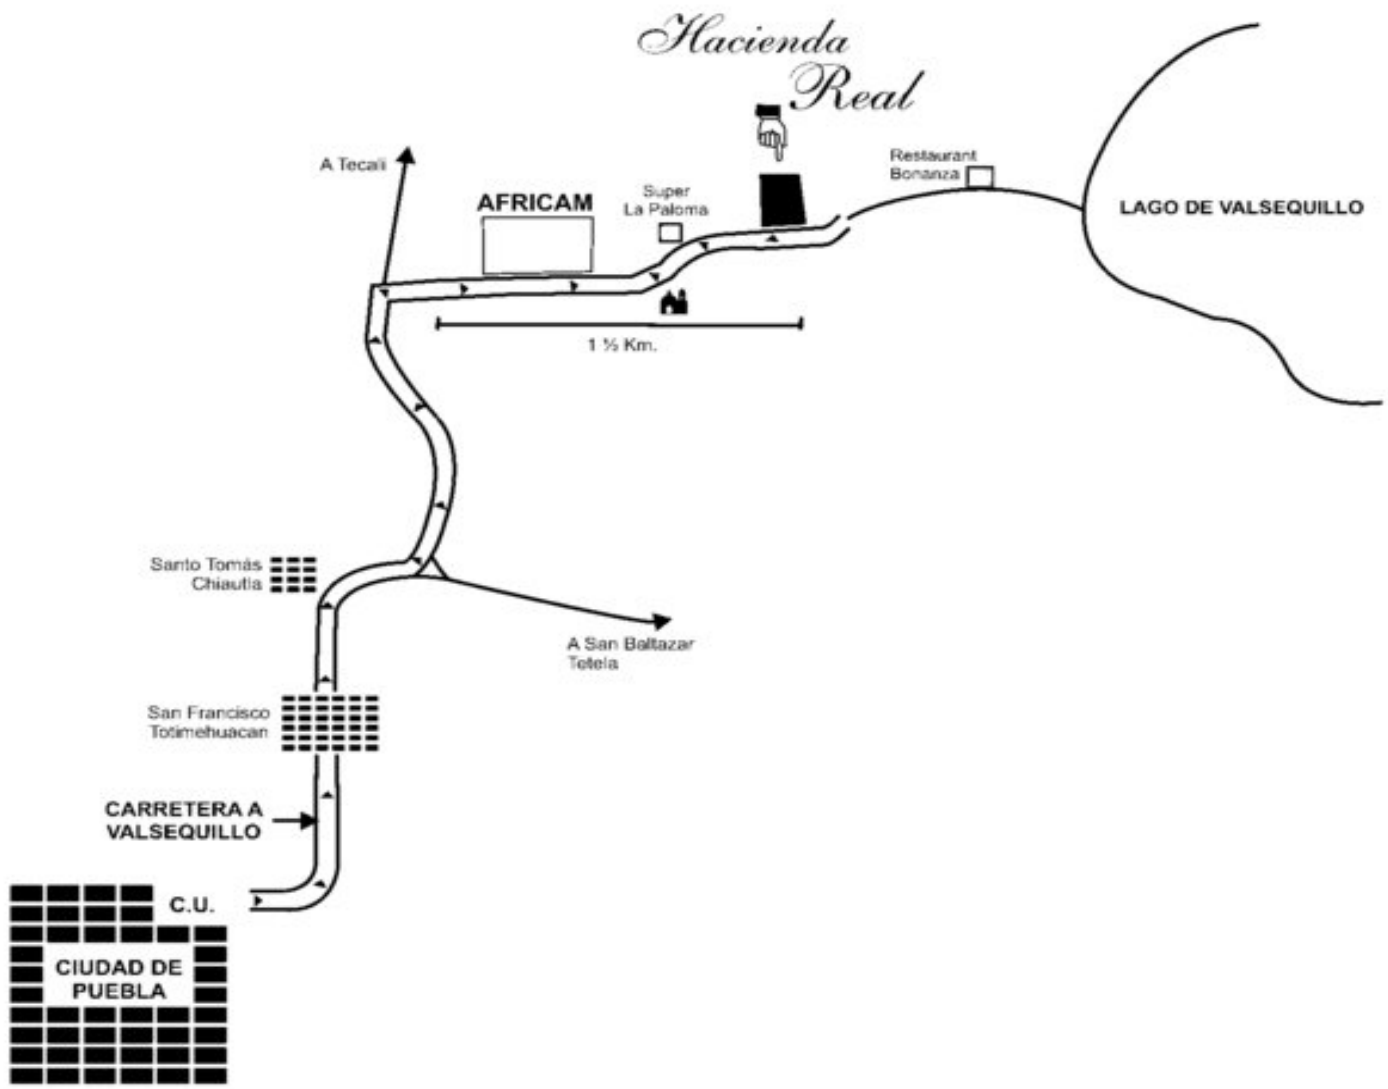 Hacienda
Real
A Tecali
AFRICAM
Super
La Paloma
Restaurant
Bonanza
LAGO DE VALSEQUILLO
1 ½ Km.
Santo Tomás
Chiautla
A San Baltazar
Tetela
San Francisco
Totimehuacan
CARRETERA A
VALSEQUILLO
C.U.
CIUDAD DE
PUEBLA